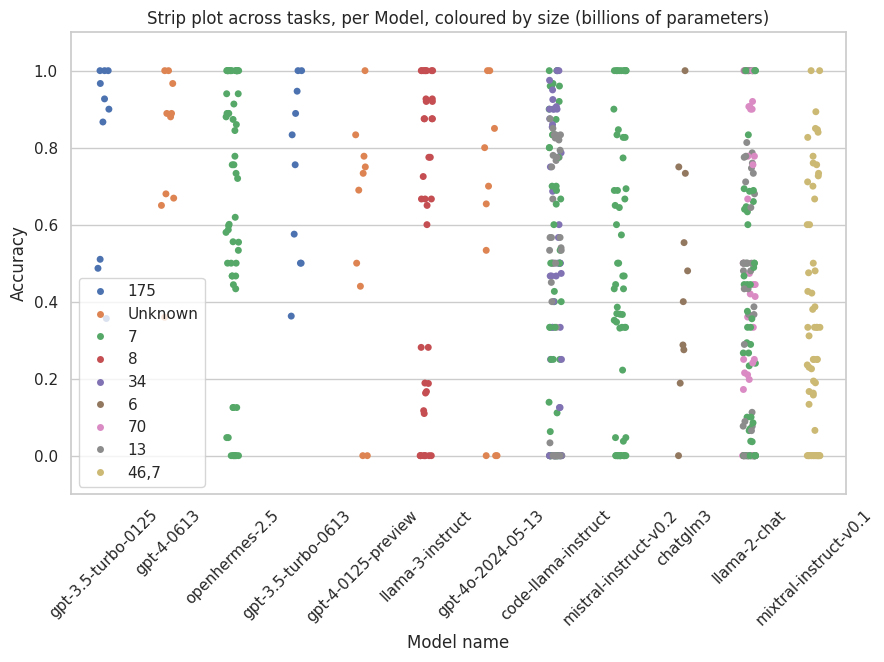 Strip plot across tasks, per Model, coloured by size (billions of parameters)
Accuracy
1.0
0.8
0.6
0.4
0.2
0.0
175
Unknown
7
8
34
6
70
13
46,7
gpt-3.5-turbo-0125
gpt-4-0613
openhermes-2.5
gpt-3.5-turbo-0613
gpt-4-0125-preview
llama-3-instruct
gpt-4o-2024-05-13
code-llama-instruct
mistral-instruct-v0.2
chatglm3
llama-2-chat
mixtral-instruct-v0.1
Model name